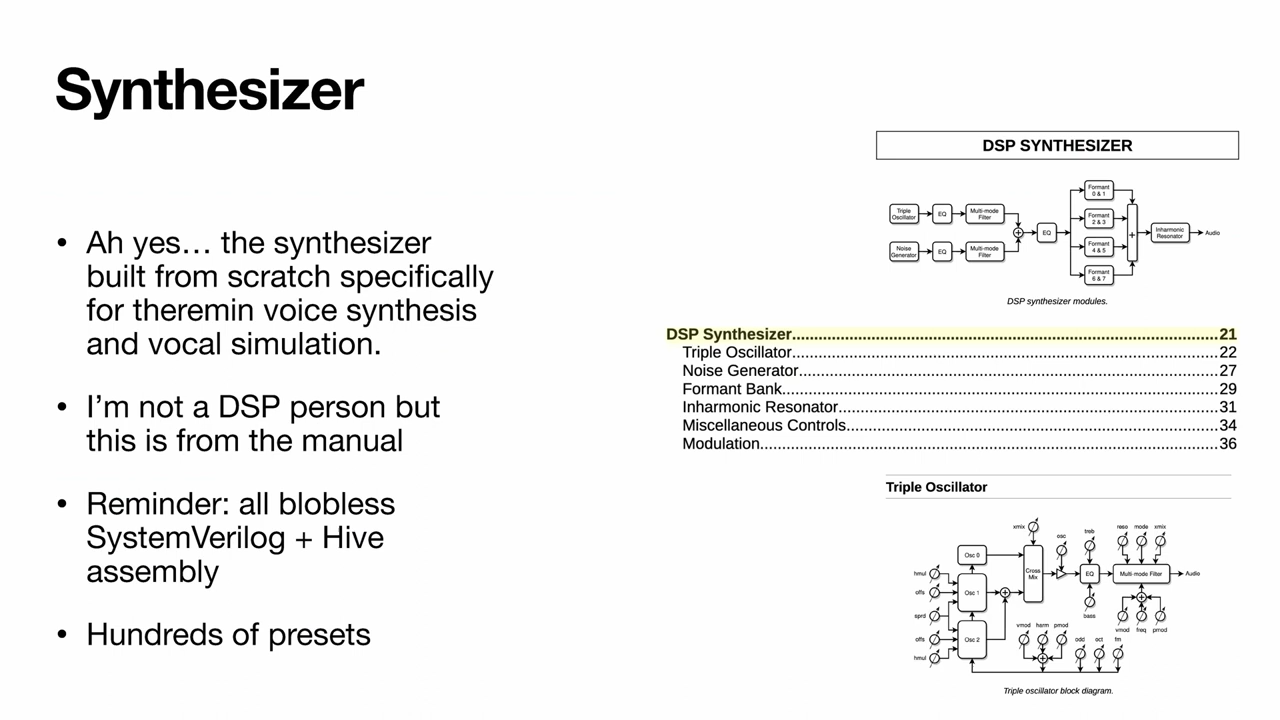 Synthesizer
• Ah yes… the synthesizer
built from scratch specifically
for theremin voice synthesis
and vocal simulation.
• I’m not a DSP person but
this is from the manual
• Reminder: all blobless
SystemVerilog + Hive
assembly
• Hundreds of presets
DSP SYNTHESIZER
Triple
Oscillator
EQ
Multi-mode
Filter
Noise
Generator
EQ
Multi-mode
Filter
+
EQ
Formant
0 & 1
Formant
2 & 3
Formant
4 & 5
Formant
6 & 7
+
Inharmonic
Resonator
Audio
DSP synthesizer modules.
DSP Synthesizer....................................................................................21
Triple Oscillator....................................................................................22
Noise Generator....................................................................................27
Formant Bank....................................................................................29
Inharmonic Resonator....................................................................................31
Miscellaneous Controls....................................................................................34
Modulation....................................................................................36
Triple Oscillator
xmix
osc
treb
reso mode xmix
Osc 0
Cross
Mix
EQ
Multi-mode Filter
Audio
hmul
offs
Osc 1
+
sprd
bass
+
vmod freq pmod
offs
Osc 2
hmul
vmod harm pmod
+
odd oct fm
Triple oscillator block diagram.